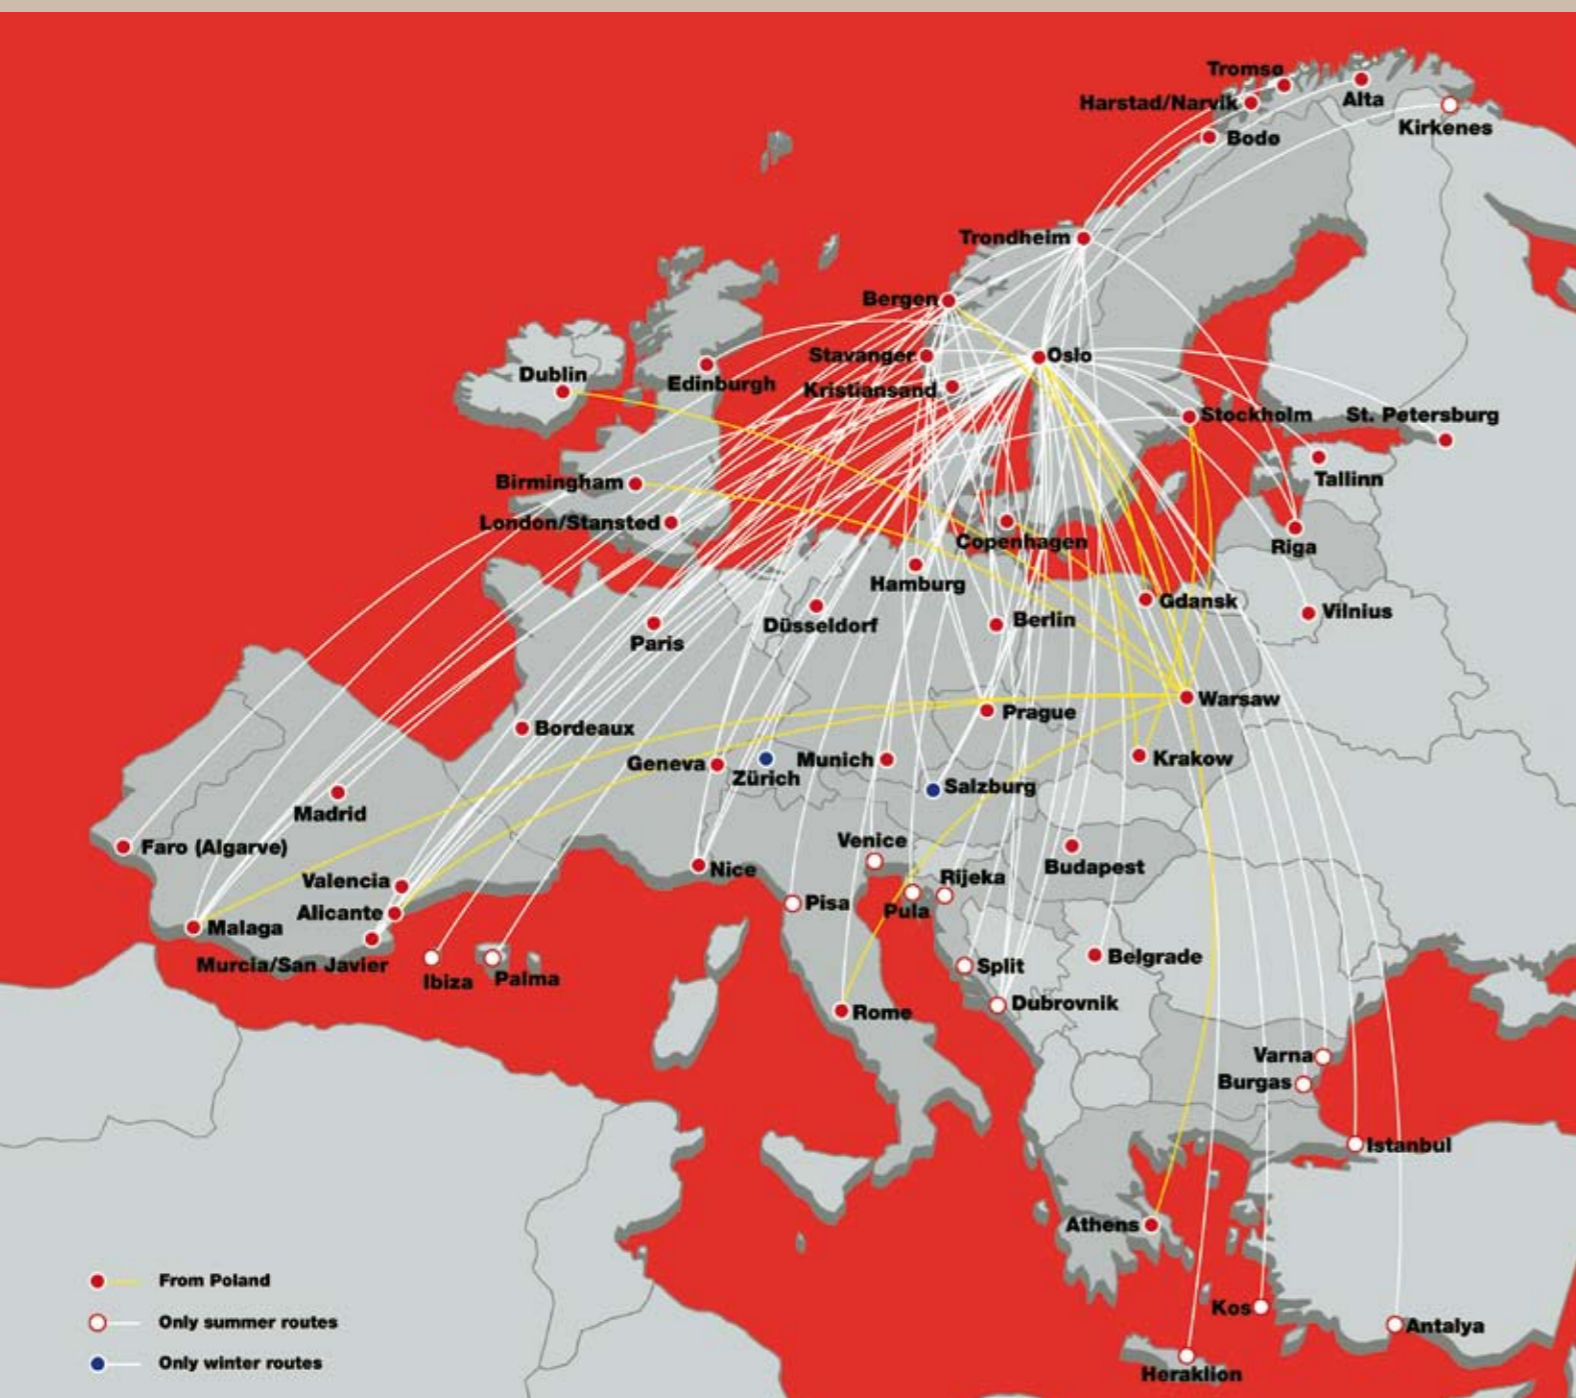 Tromsø
Harstad/Narvik
Alta
Kirkenes
Bodø
Trondheim
Bergen
Stavanger
Oslo
Dublin
Edinburgh
Kristiansand
Stockholm
St. Petersburg
Tallinn
Birmingham
London/Stansted
Copenhagen
Riga
Hamburg
Gdansk
Vilnius
Düsseldorf
Berlin
Paris
Warsaw
Prague
Bordeaux
Geneva
Zürich
Munich
Krakow
Salzburg
Madrid
Venice
Faro (Algarve)
Budapest
Nice
Rijeka
Valencia
Pisa
Pula
Alicante
Malaga
Murcia/San Javier
Ibiza
Palma
Split
Belgrade
Dubrovnik
Rome
Varna
Burgas
Istanbul
Athens
From Poland
Kos
Only summer routes
Antalya
Only winter routes
Heraklion